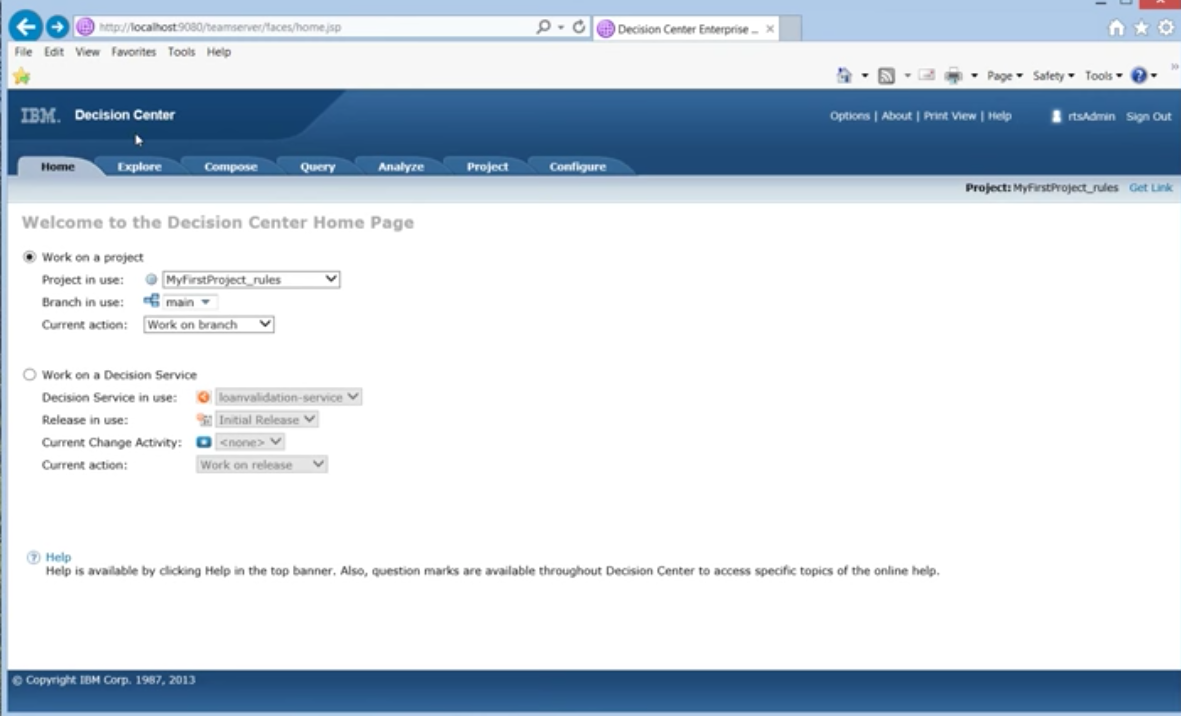 http://localhost:9080/teamserver/faces/home.jsp
Decision Center Enterprise ...
File Edit View Favorites Tools Help
Page Safety Tools
IBM. Decision Center
Options | About | Print View | Help rtsAdmin Sign Out
Home Explore Compose Query Analyze Project Configure
Project: MyFirstProject_rules Get Link
Welcome to the Decision Center Home Page
Work on a project
Project in use: MyFirstProject_rules
Branch in use: main
Current action: Work on branch
Work on a Decision Service
Decision Service in use: loanvalidation-service
Release in use: Initial Release
Current Change Activity: <none>
Current action: Work on release
? Help
Help is available by clicking Help in the top banner. Also, question marks are available throughout Decision Center to access specific topics of the online help.
© Copyright IBM Corp. 1987, 2013